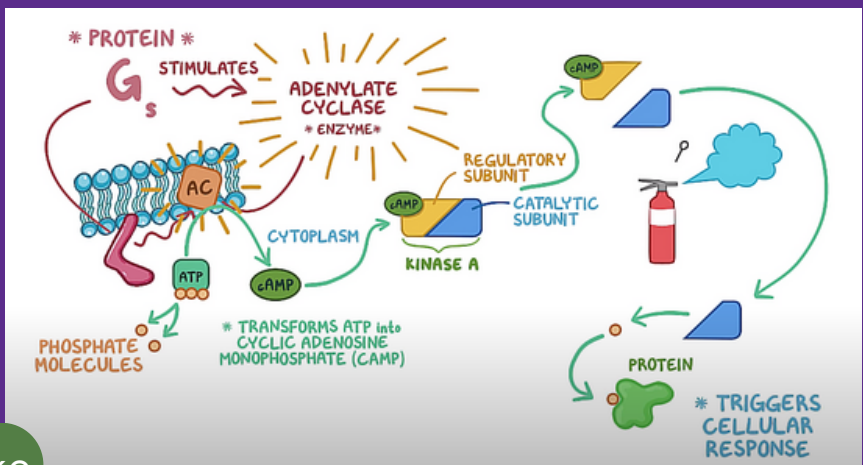 * PROTEIN *
Gs
STIMULATES
ADENYLATE
CYCLASE
* ENZYME *
AC
ATP
PHOSPHATE
MOLECULES
CYTOPLASM
cAMP
* TRANSFORMS ATP into
CYCLIC ADENOSINE
MONOPHOSPHATE (CAMP)
cAMP
REGULATORY
SUBUNIT
CATALYTIC
SUBUNIT
KINASE A
cAMP
PROTEIN
* TRIGGERS
CELLULAR
RESPONSE